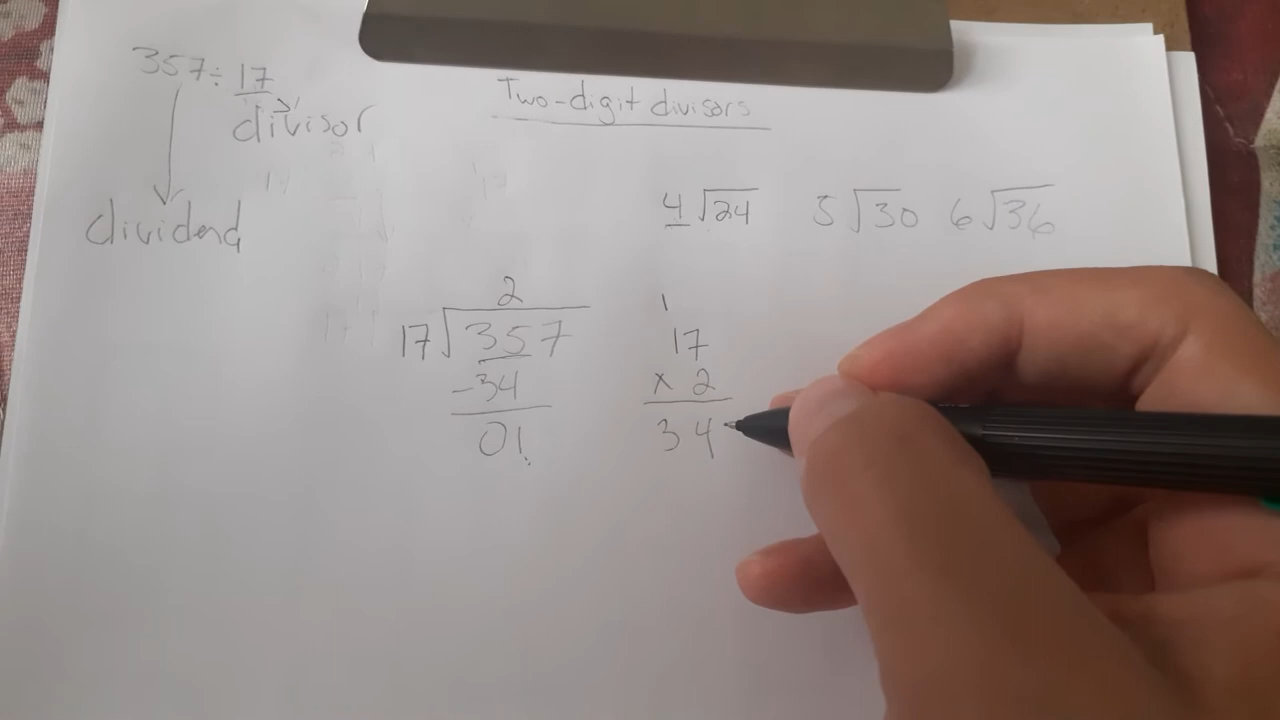 357÷17
divisor
dividend
Two-digit divisors
4√24 5√30 6√36
2
17√357
-34
01
1
17
x 2
34